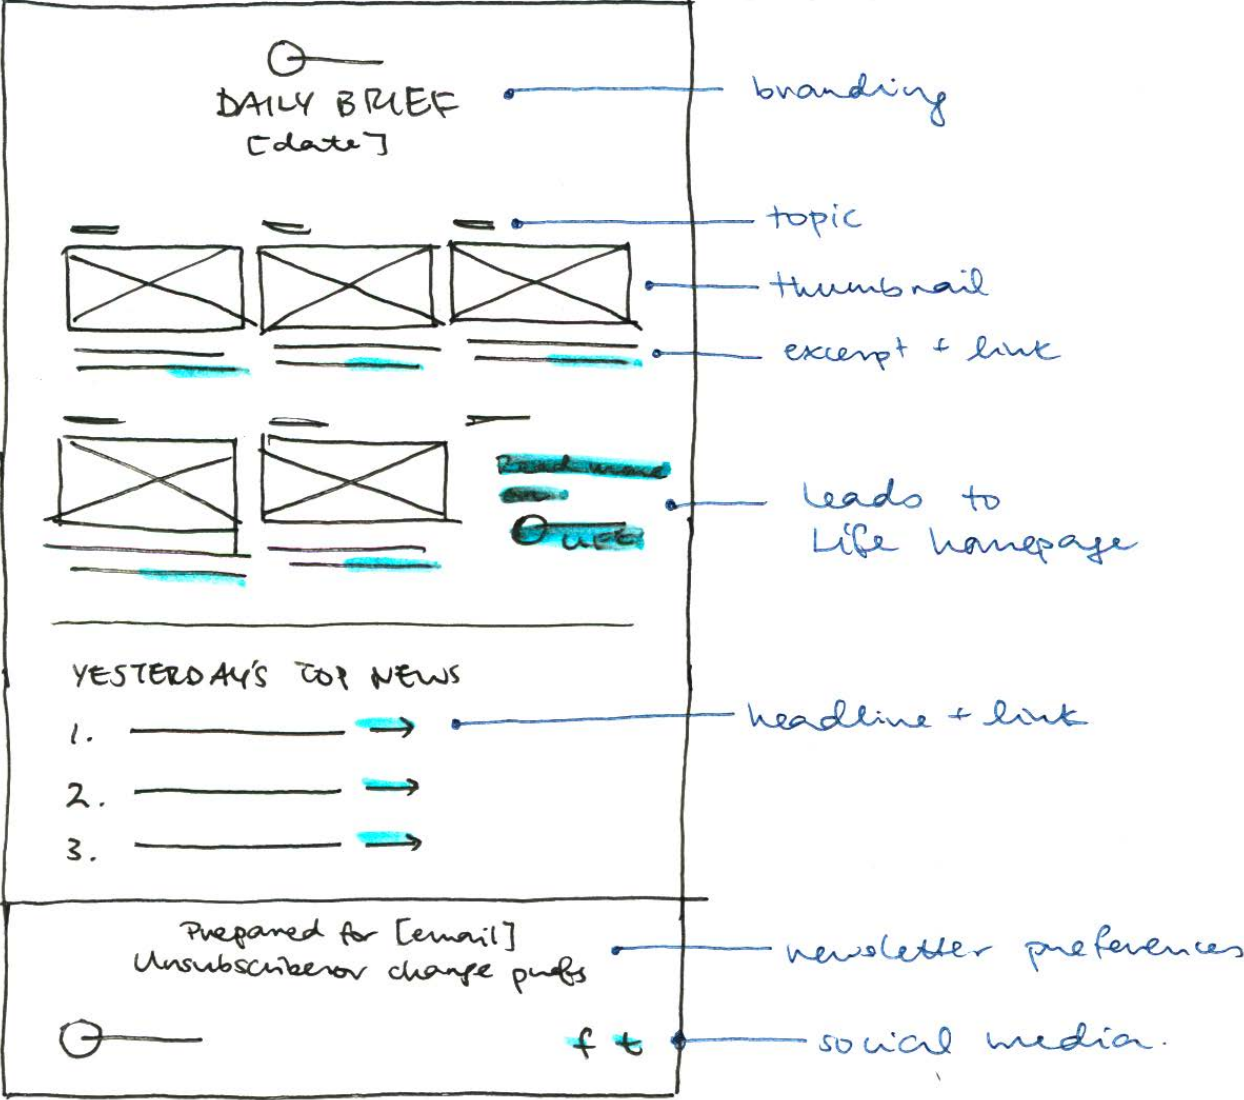 DAILY BRIEF
[date]
branding
topic
thumbnail
excerpt + link
Read more
on
LIFE
leads to
Life homepage
YESTERDAY'S TOP NEWS
1.
headline + link
2.
3.
Prepared for [email]
Unsubscribe or change prefs
newsletter preferences
f t
social media.